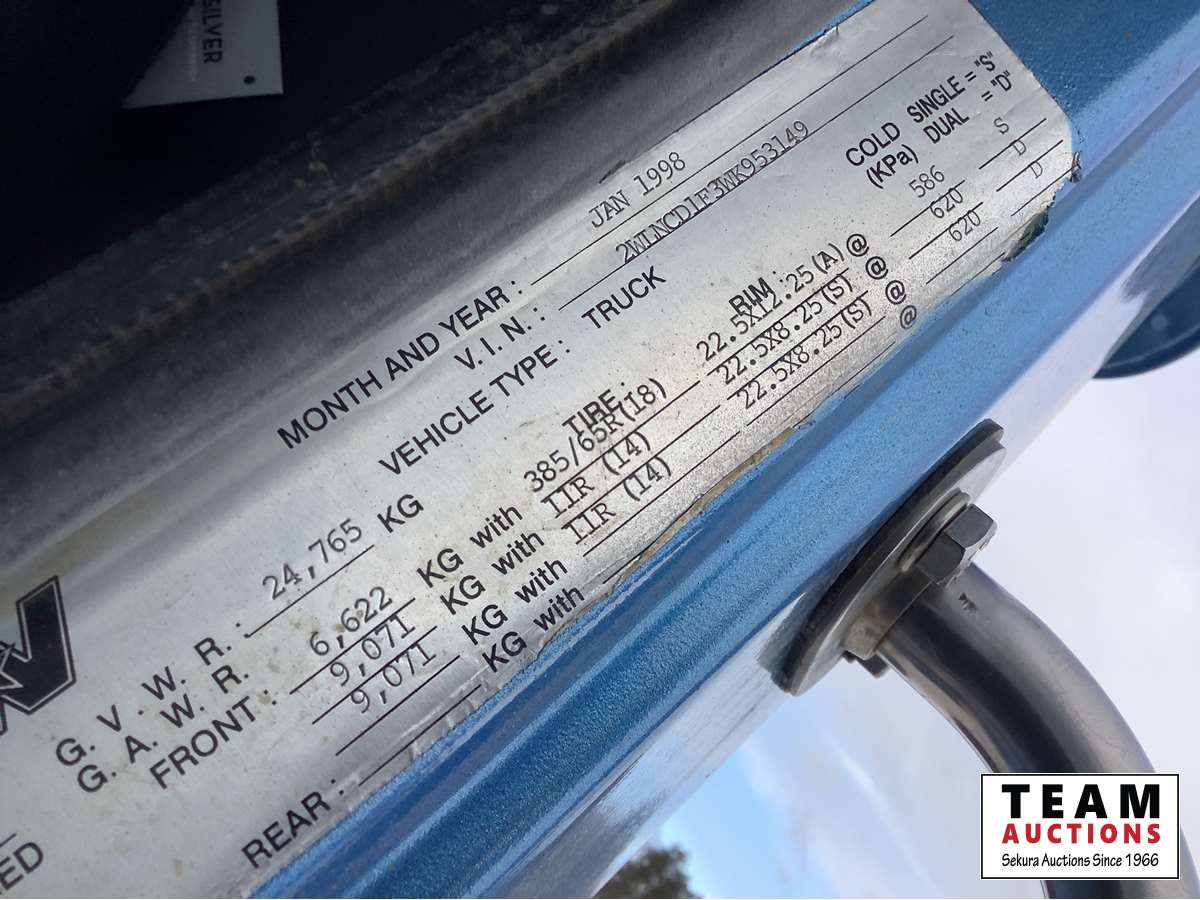 SILVER
MONTH AND YEAR : JAN 1998
V. I. N. : 2WLNCD1F3WK953149
VEHICLE TYPE : TRUCK
G. V. W. R. : 24,765 KG
COLD SINGLE = "S"
(KPa) DUAL = "D"
G. A. W. R. TIRE : RIM :
FRONT : 6,622 KG with 385/65R(18) 22.5X12.25(A) @ 586 S
9,071 KG with 11R (14) 22.5X8.25(S) @ 620 D
9,071 KG with 11R (14) 22.5X8.25(S) @ 620 D
REAR : KG with @
TEAM
AUCTIONS
Sekura Auctions Since 1966